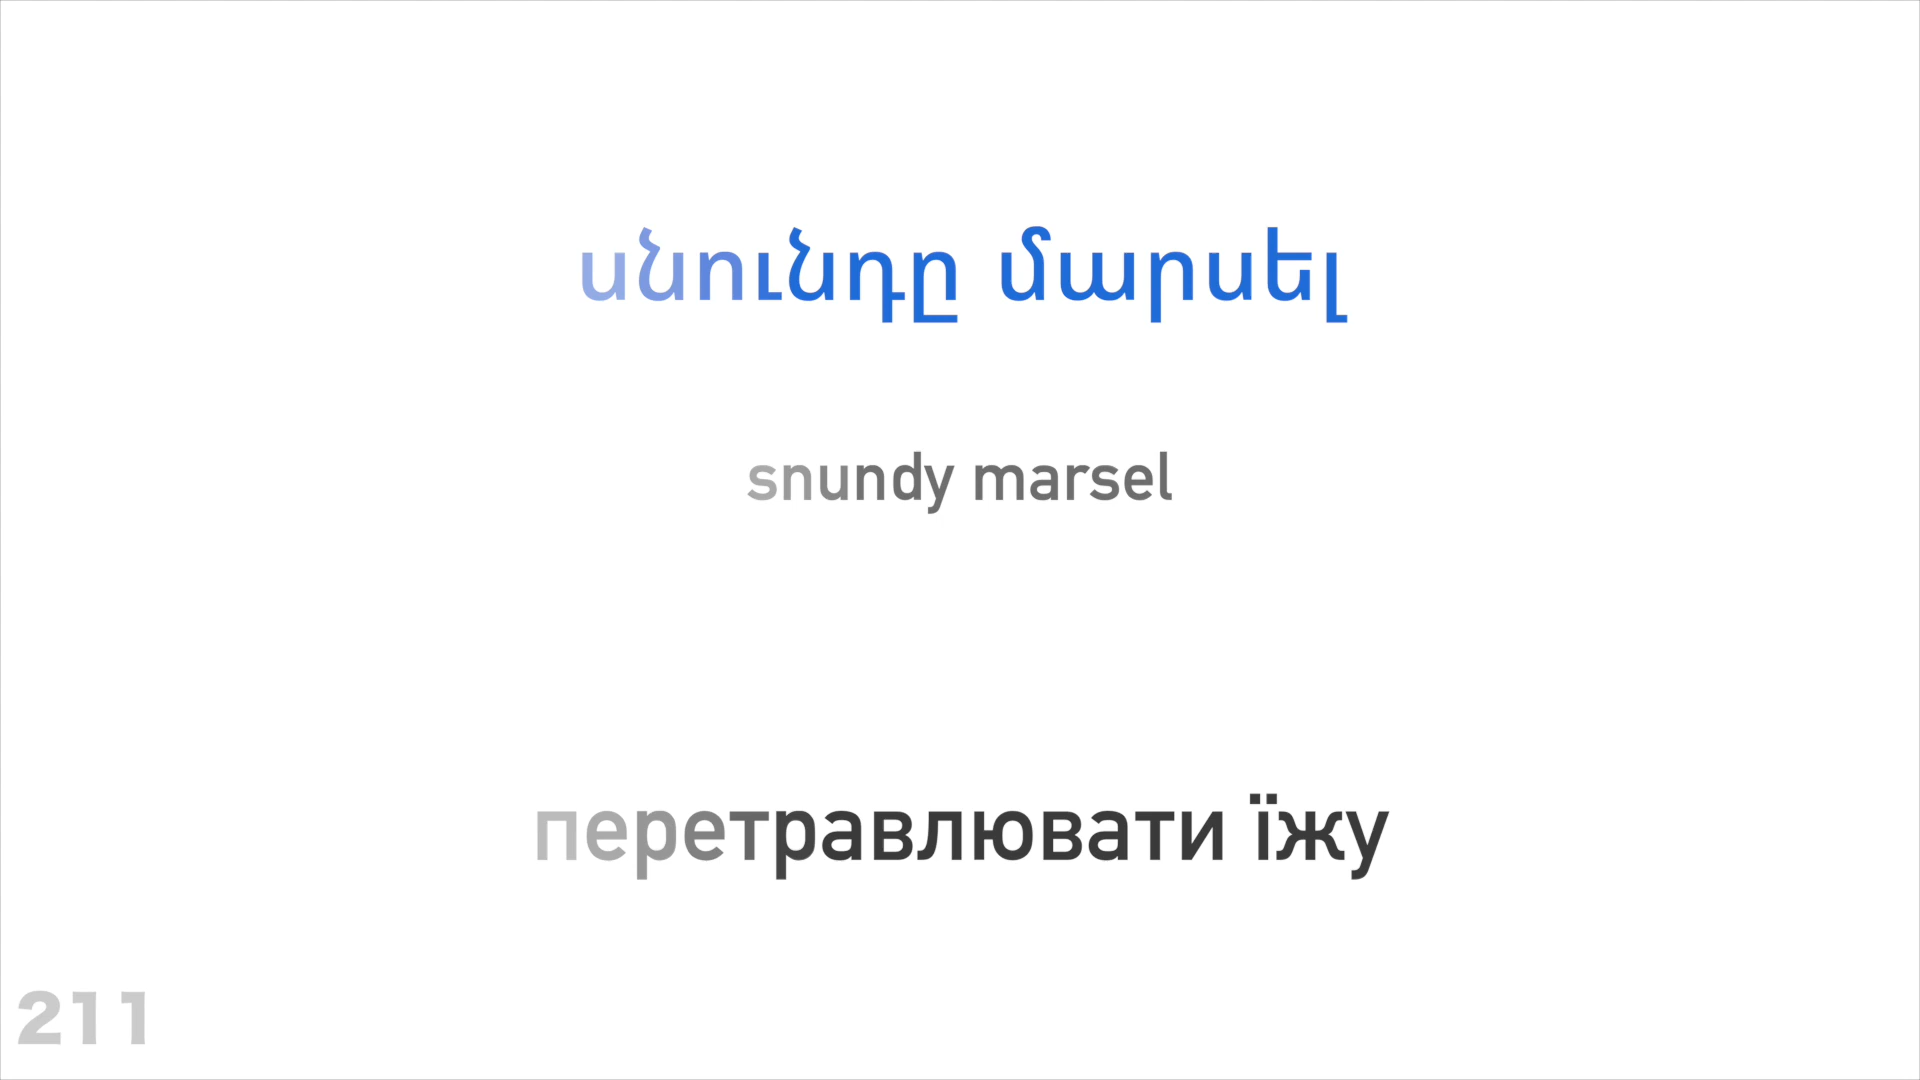 սնունդը մարսել
snundy marsel
перетравлювати їжу
211